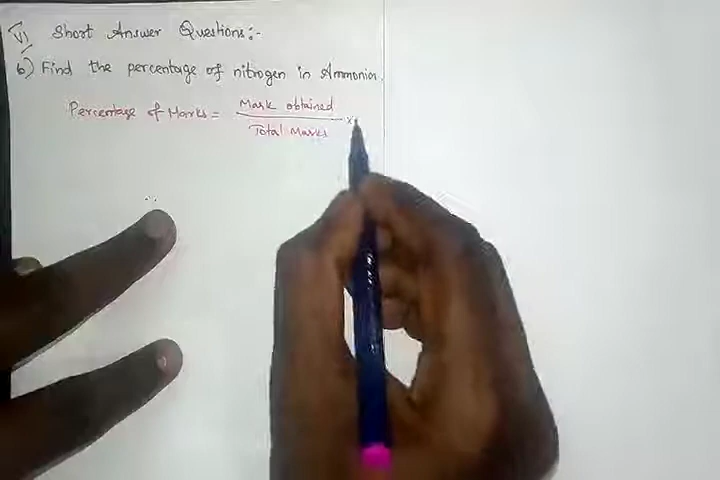 VI Short Answer Questions:-
6) Find the percentage of nitrogen in Ammonia.
Percentage of Marks = Mark obtained
Total Marks ×